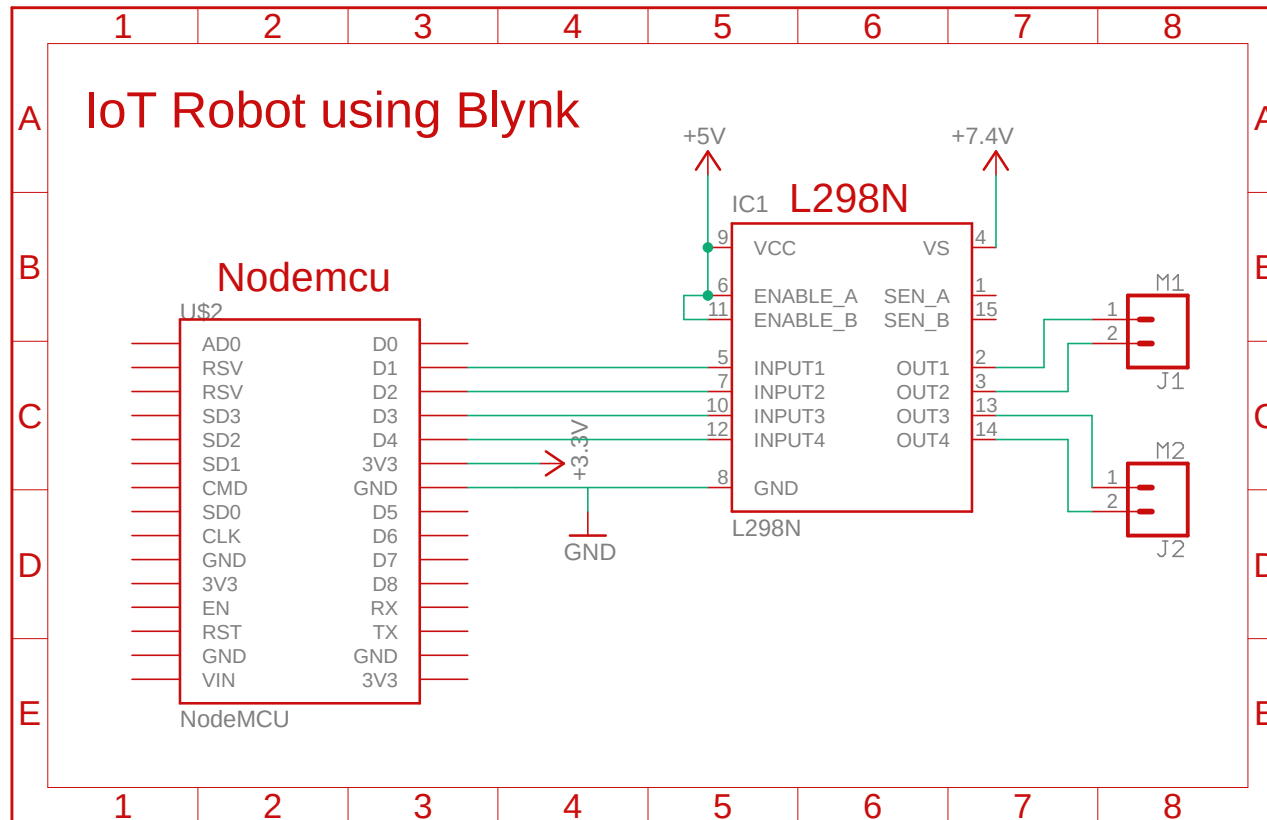 1 2 3 4 5 6 7 8
A A
IoT Robot using Blynk
+5V +7.4V
IC1 L298N
9 VCC VS 4
B B
Nodemcu
6 ENABLE_A SEN_A 1
11 ENABLE_B SEN_B 15
M1
1
2
J1
U$2
AD0 D0
RSV D1
RSV D2
SD3 D3
SD2 D4
SD1 3V3
CMD GND
SD0 D5
CLK D6
GND D7
3V3 D8
EN RX
RST TX
GND GND
VIN 3V3
NodeMCU
5 INPUT1 OUT1 2
7 INPUT2 OUT2 3
10 INPUT3 OUT3 13
12 INPUT4 OUT4 14
8 GND
L298N
C C
+3.3V
GND
M2
1
2
J2
D D
E E
1 2 3 4 5 6 7 8